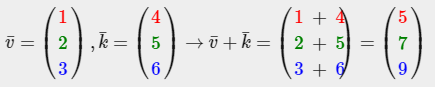 v̄ = (1 2 3), k̄ = (4 5 6) → v̄ + k̄ = (1 + 4 2 + 5 3 + 6) = (5 7 9)